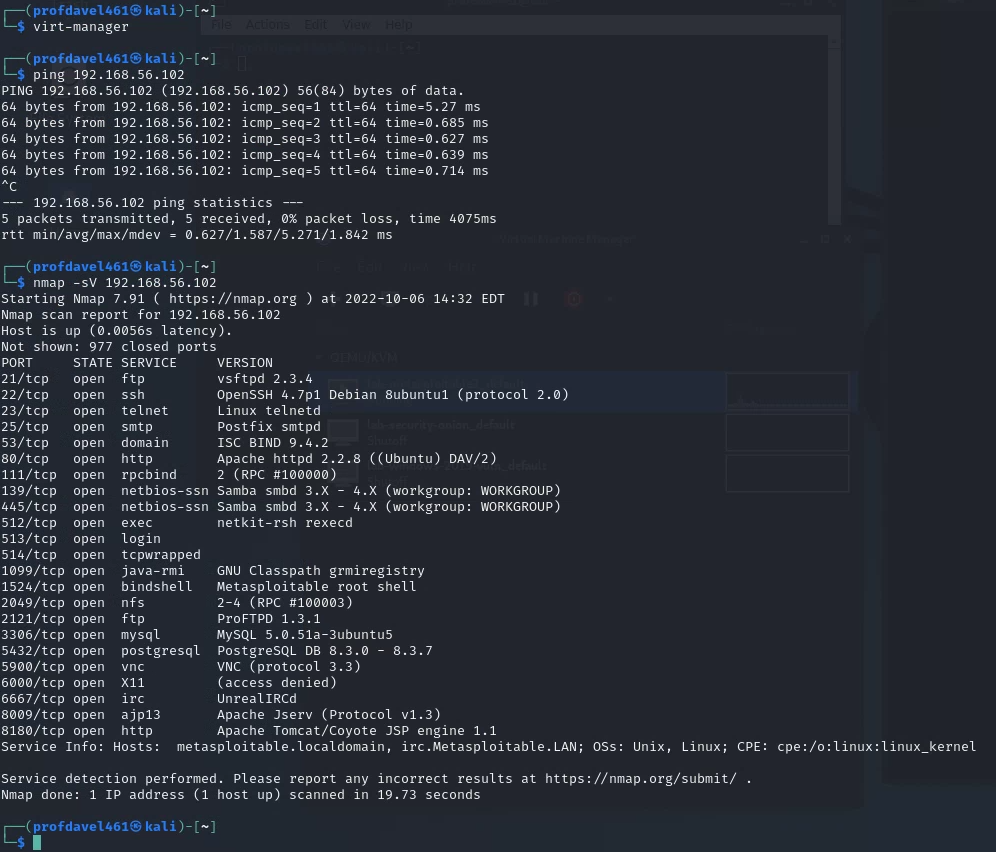 ┌──(profdavel461㉿kali)-[~]
└─$ virt-manager
File Actions Edit View Help
┌──(profdavel461㉿kali)-[~]
└─$ ping 192.168.56.102
PING 192.168.56.102 (192.168.56.102) 56(84) bytes of data.
64 bytes from 192.168.56.102: icmp_seq=1 ttl=64 time=5.27 ms
64 bytes from 192.168.56.102: icmp_seq=2 ttl=64 time=0.685 ms
64 bytes from 192.168.56.102: icmp_seq=3 ttl=64 time=0.627 ms
64 bytes from 192.168.56.102: icmp_seq=4 ttl=64 time=0.639 ms
64 bytes from 192.168.56.102: icmp_seq=5 ttl=64 time=0.714 ms
^C
--- 192.168.56.102 ping statistics ---
5 packets transmitted, 5 received, 0% packet loss, time 4075ms
rtt min/avg/max/mdev = 0.627/1.587/5.271/1.842 ms
┌──(profdavel461㉿kali)-[~]
└─$ nmap -sV 192.168.56.102
Starting Nmap 7.91 ( https://nmap.org ) at 2022-10-06 14:32 EDT
Nmap scan report for 192.168.56.102
Host is up (0.0056s latency).
Not shown: 977 closed ports
PORT     STATE SERVICE     VERSION
21/tcp   open  ftp         vsftpd 2.3.4
22/tcp   open  ssh         OpenSSH 4.7p1 Debian 8ubuntu1 (protocol 2.0)
23/tcp   open  telnet      Linux telnetd
25/tcp   open  smtp        Postfix smtpd
53/tcp   open  domain      ISC BIND 9.4.2
80/tcp   open  http        Apache httpd 2.2.8 ((Ubuntu) DAV/2)
111/tcp  open  rpcbind     2 (RPC #100000)
139/tcp  open  netbios-ssn Samba smbd 3.X - 4.X (workgroup: WORKGROUP)
445/tcp  open  netbios-ssn Samba smbd 3.X - 4.X (workgroup: WORKGROUP)
512/tcp  open  exec        netkit-rsh rexecd
513/tcp  open  login
514/tcp  open  tcpwrapped
1099/tcp open  java-rmi    GNU Classpath grmiregistry
1524/tcp open  bindshell   Metasploitable root shell
2049/tcp open  nfs         2-4 (RPC #100003)
2121/tcp open  ftp         ProFTPD 1.3.1
3306/tcp open  mysql       MySQL 5.0.51a-3ubuntu5
5432/tcp open  postgresql  PostgreSQL DB 8.3.0 - 8.3.7
5900/tcp open  vnc         VNC (protocol 3.3)
6000/tcp open  X11         (access denied)
6667/tcp open  irc         UnrealIRCd
8009/tcp open  ajp13       Apache Jserv (Protocol v1.3)
8180/tcp open  http        Apache Tomcat/Coyote JSP engine 1.1
Service Info: Hosts:  metasploitable.localdomain, irc.Metasploitable.LAN; OSs: Unix, Linux; CPE: cpe:/o:linux:linux_kernel
Service detection performed. Please report any incorrect results at https://nmap.org/submit/ .
Nmap done: 1 IP address (1 host up) scanned in 19.73 seconds
┌──(profdavel461㉿kali)-[~]
└─$